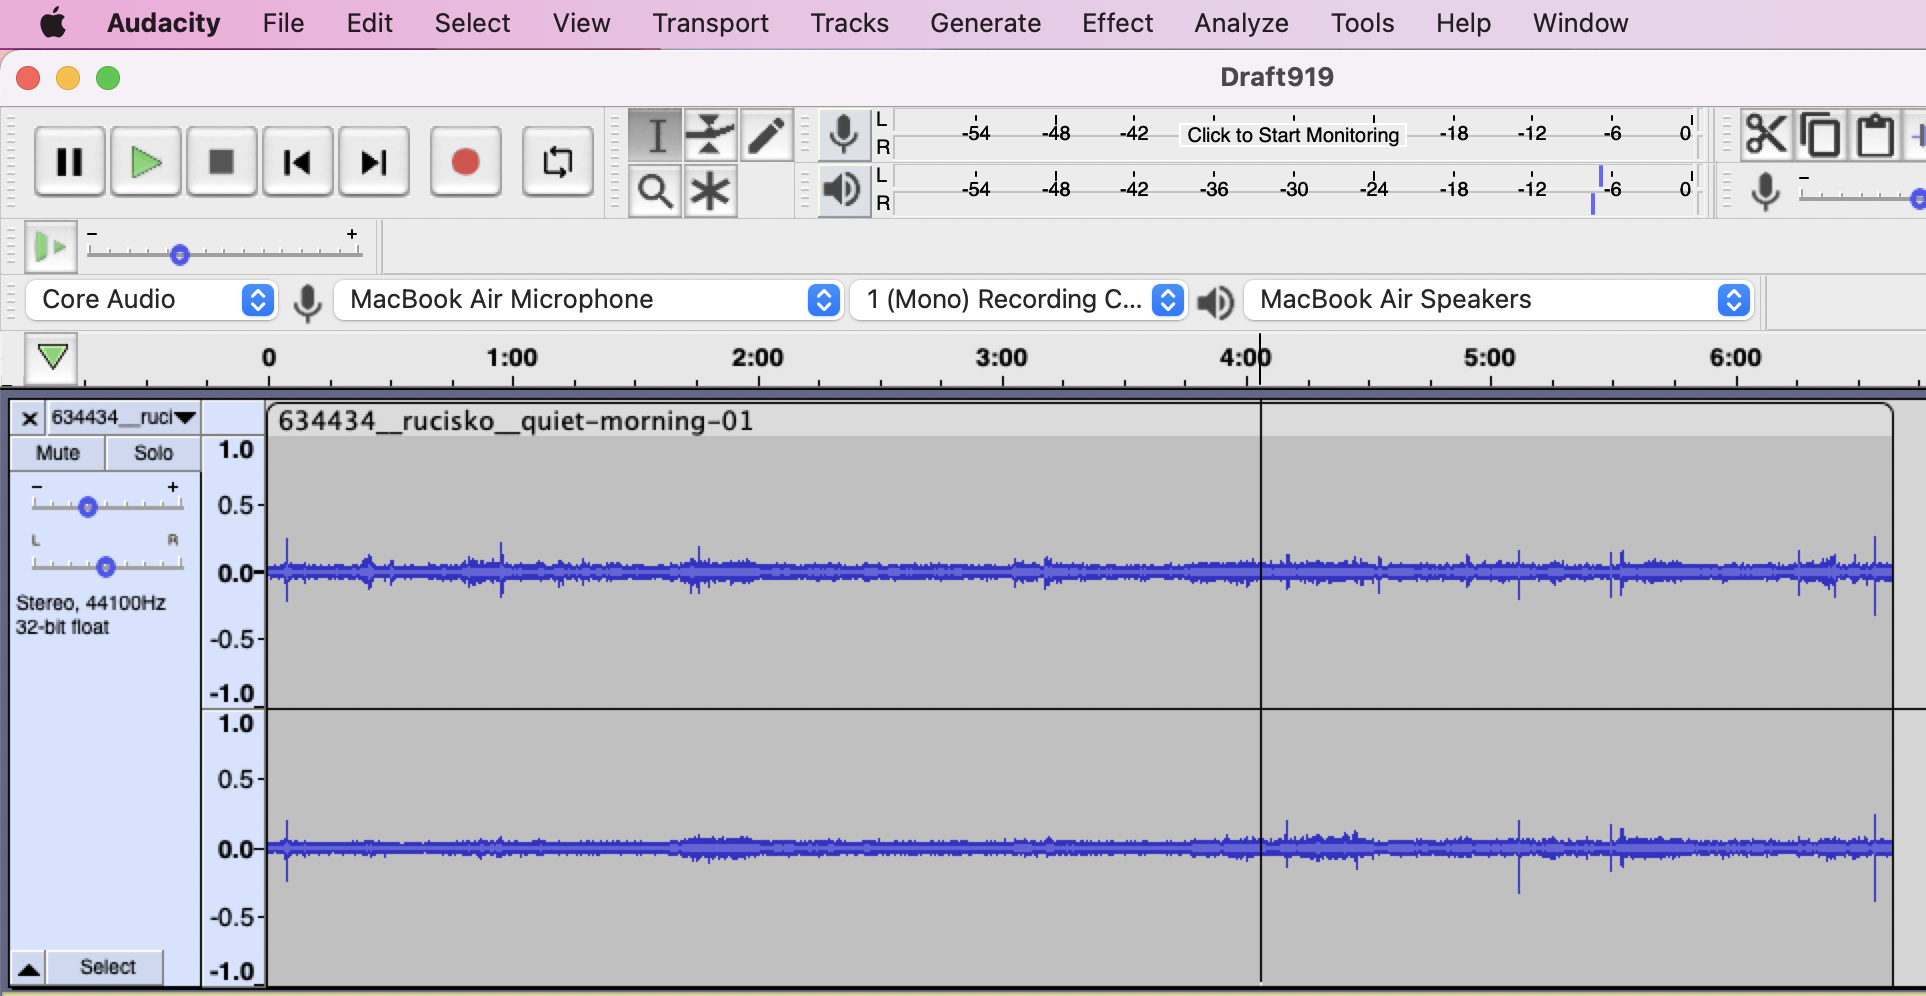 Audacity File Edit Select View Transport Tracks Generate Effect Analyze Tools Help Window
Draft919
L -54 -48 -42 Click to Start Monitoring -18 -12 -6 0
R
L -54 -48 -42 -36 -30 -24 -18 -12 -6 0
R
- +
-
Core Audio MacBook Air Microphone 1 (Mono) Recording C... MacBook Air Speakers
0 1:00 2:00 3:00 4:00 5:00 6:00
x 634434__ruci 634434__rucisko__quiet-morning-01
Mute Solo
- +
L R
Stereo, 44100Hz
32-bit float
1.0
0.5
0.0
-0.5
-1.0
1.0
0.5
0.0
-0.5
-1.0
Select